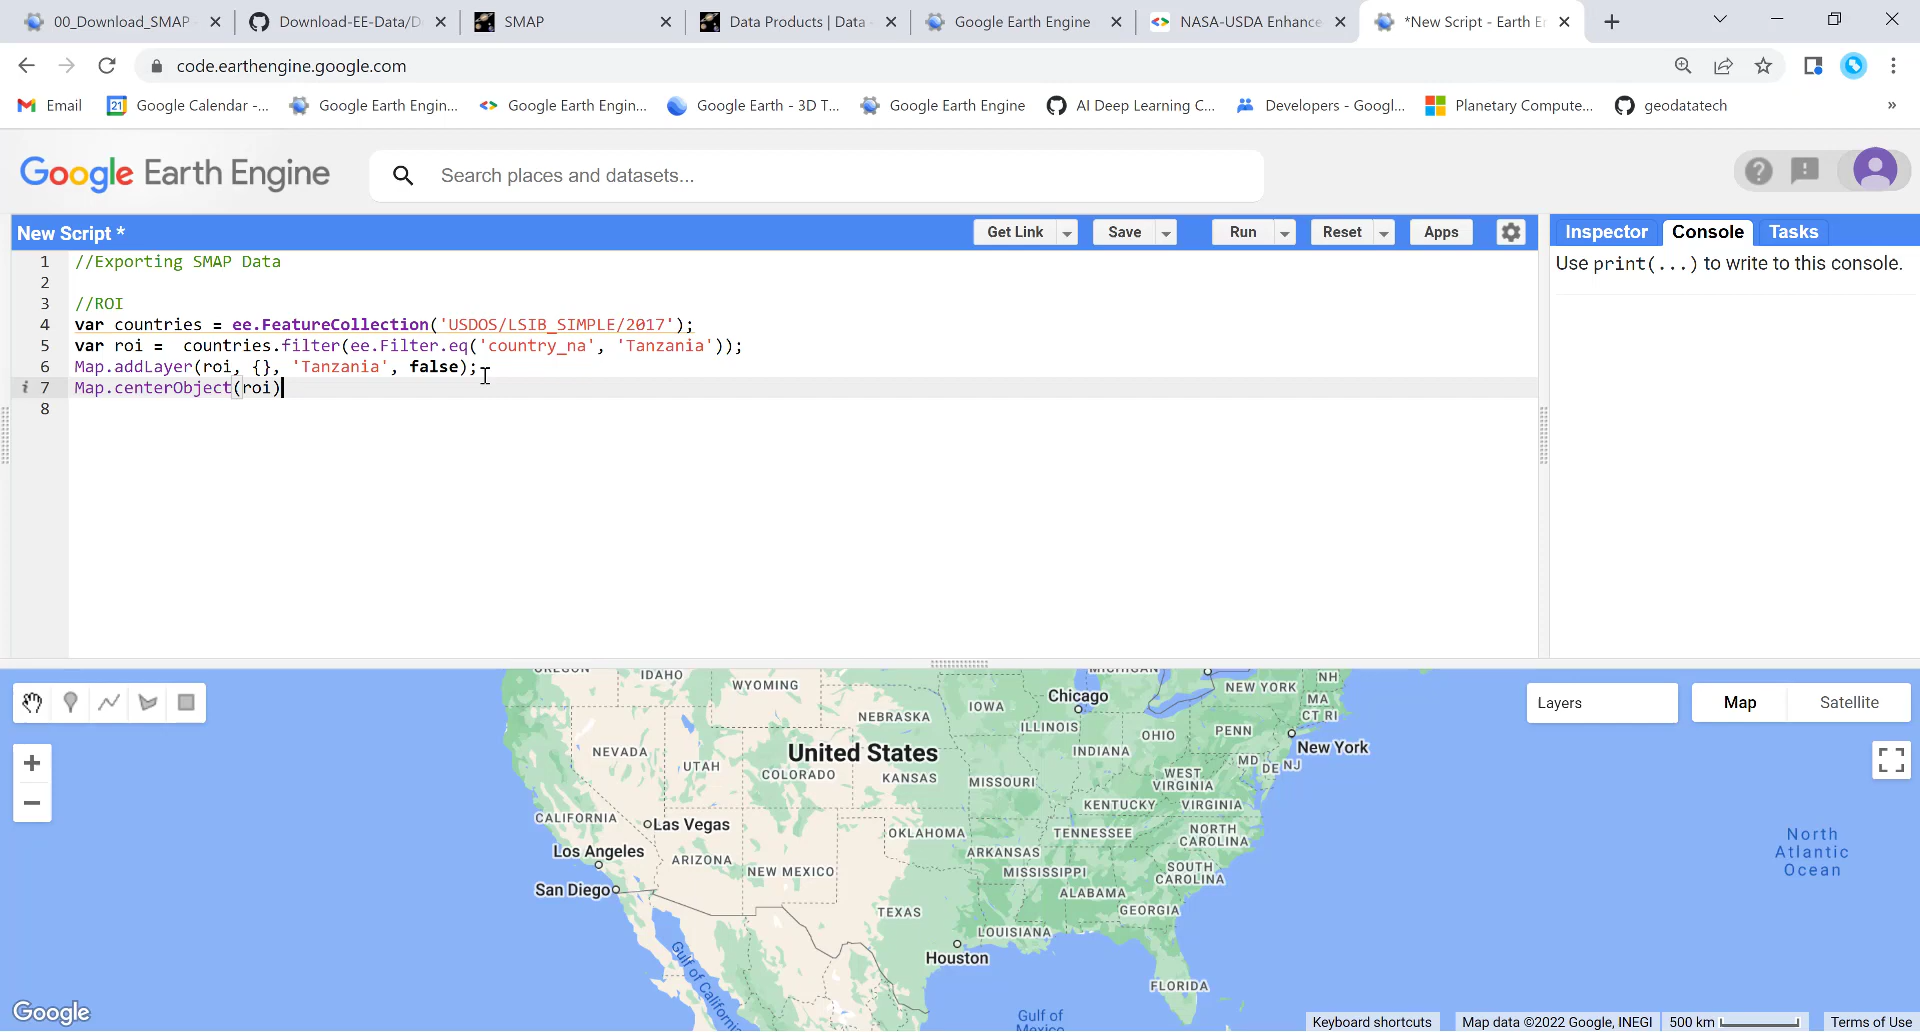 00_Download_SMAP
Download-EE-Data/D
SMAP
Data Products | Data
Google Earth Engine
NASA-USDA Enhance
*New Script - Earth E
code.earthengine.google.com
Email
Google Calendar -...
Google Earth Engin...
Google Earth Engin...
Google Earth - 3D T...
Google Earth Engine
AI Deep Learning C...
Developers - Googl...
Planetary Compute...
geodatatech
»
Google Earth Engine
Search places and datasets...
New Script *
Get Link
Save
Run
Reset
Apps
Inspector
Console
Tasks
Use print(...) to write to this console.
1 //Exporting SMAP Data
2
3 //ROI
4 var countries = ee.FeatureCollection('USDOS/LSIB_SIMPLE/2017');
5 var roi =  countries.filter(ee.Filter.eq('country_na', 'Tanzania'));
6 Map.addLayer(roi, {}, 'Tanzania', false);
i 7 Map.centerObject(roi)
8
Layers
Map
Satellite
IDAHO
WYOMING
IOWA
Chicago
NEW YORK
NH
MA
CT RI
NEBRASKA
ILLINOIS
OHIO
PENN
New York
NEVADA
UTAH
United States
COLORADO
KANSAS
INDIANA
MD
DE
NJ
MISSOURI
WEST
VIRGINIA
KENTUCKY
VIRGINIA
CALIFORNIA
Las Vegas
OKLAHOMA
TENNESSEE
NORTH
CAROLINA
North
Atlantic
Ocean
Los Angeles
ARIZONA
NEW MEXICO
ARKANSAS
MISSISSIPPI
SOUTH
CAROLINA
San Diego
ALABAMA
TEXAS
GEORGIA
LOUISIANA
Houston
FLORIDA
Gulf of California
Gulf of
Mexico
Google
Keyboard shortcuts
Map data ©2022 Google, INEGI
500 km
Terms of Use